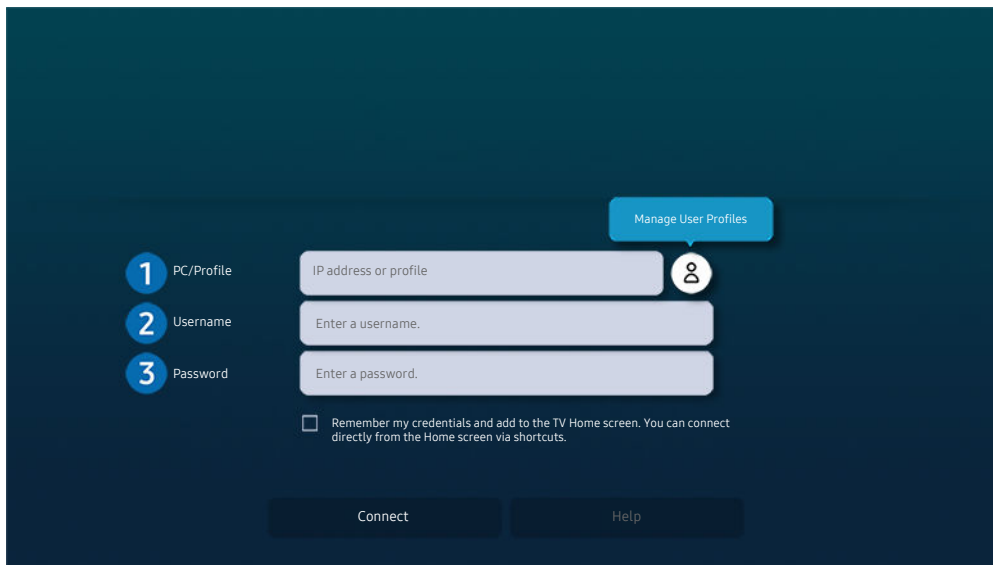 Manage User Profiles
1 PC/Profile IP address or profile
2 Username Enter a username.
3 Password Enter a password.
Remember my credentials and add to the TV Home screen. You can connect
directly from the Home screen via shortcuts.
Connect Help